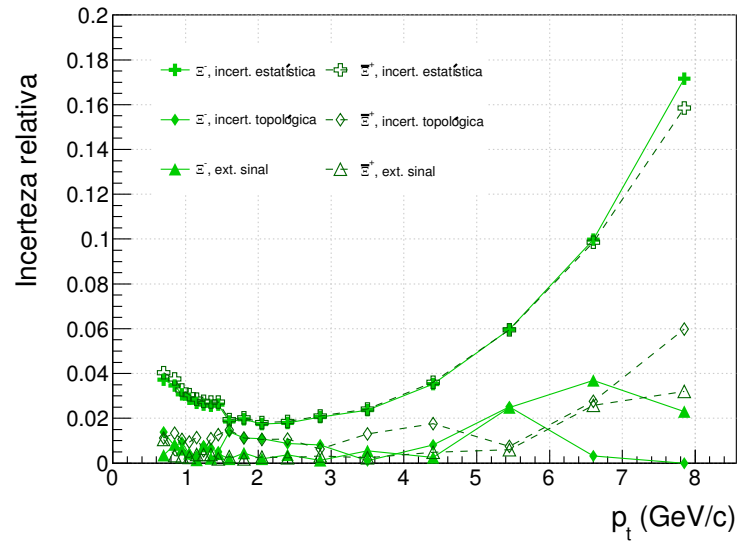 Incerteza relativa
0.2
0.18
0.16
0.14
0.12
0.1
0.08
0.06
0.04
0.02
0
Ξ⁻, incert. estatística
Ξ̄⁺, incert. estatística
Ξ⁻, incert. topológica
Ξ̄⁺, incert. topológica
Ξ⁻, ext. sinal
Ξ̄⁺, ext. sinal
0 1 2 3 4 5 6 7 8
p_t (GeV/c)